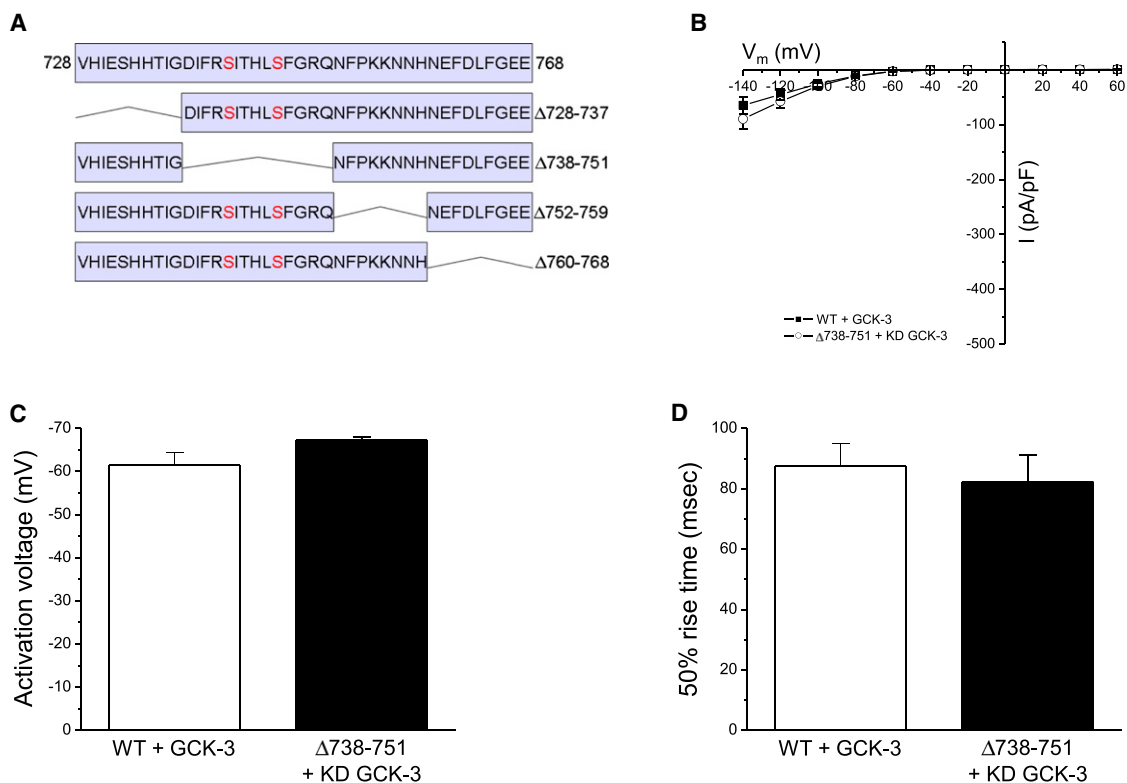 A
728 VHIESHHTIGDIFRSITHLSFGRQNFPKKNNHNEFDLFGEE 768
DIFRSITHLSFGRQNFPKKNNHNEFDLFGEE Δ728-737
VHIESHHTIG NFPKKNNHNEFDLFGEE Δ738-751
VHIESHHTIGDIFRSITHLSFGRQ NEFDLFGEE Δ752-759
VHIESHHTIGDIFRSITHLSFGRQNFPKKNNH Δ760-768
B
Vm (mV)
-140 -120 -100 -80 -60 -40 -20 0 20 40 60
-100
-200
-300
-400
-500
I (pA/pF)
WT + GCK-3
Δ738-751 + KD GCK-3
C
Activation voltage (mV)
-70
-60
-50
-40
-30
-20
-10
0
WT + GCK-3
Δ738-751
+ KD GCK-3
D
50% rise time (msec)
100
80
60
40
20
0
WT + GCK-3
Δ738-751
+ KD GCK-3